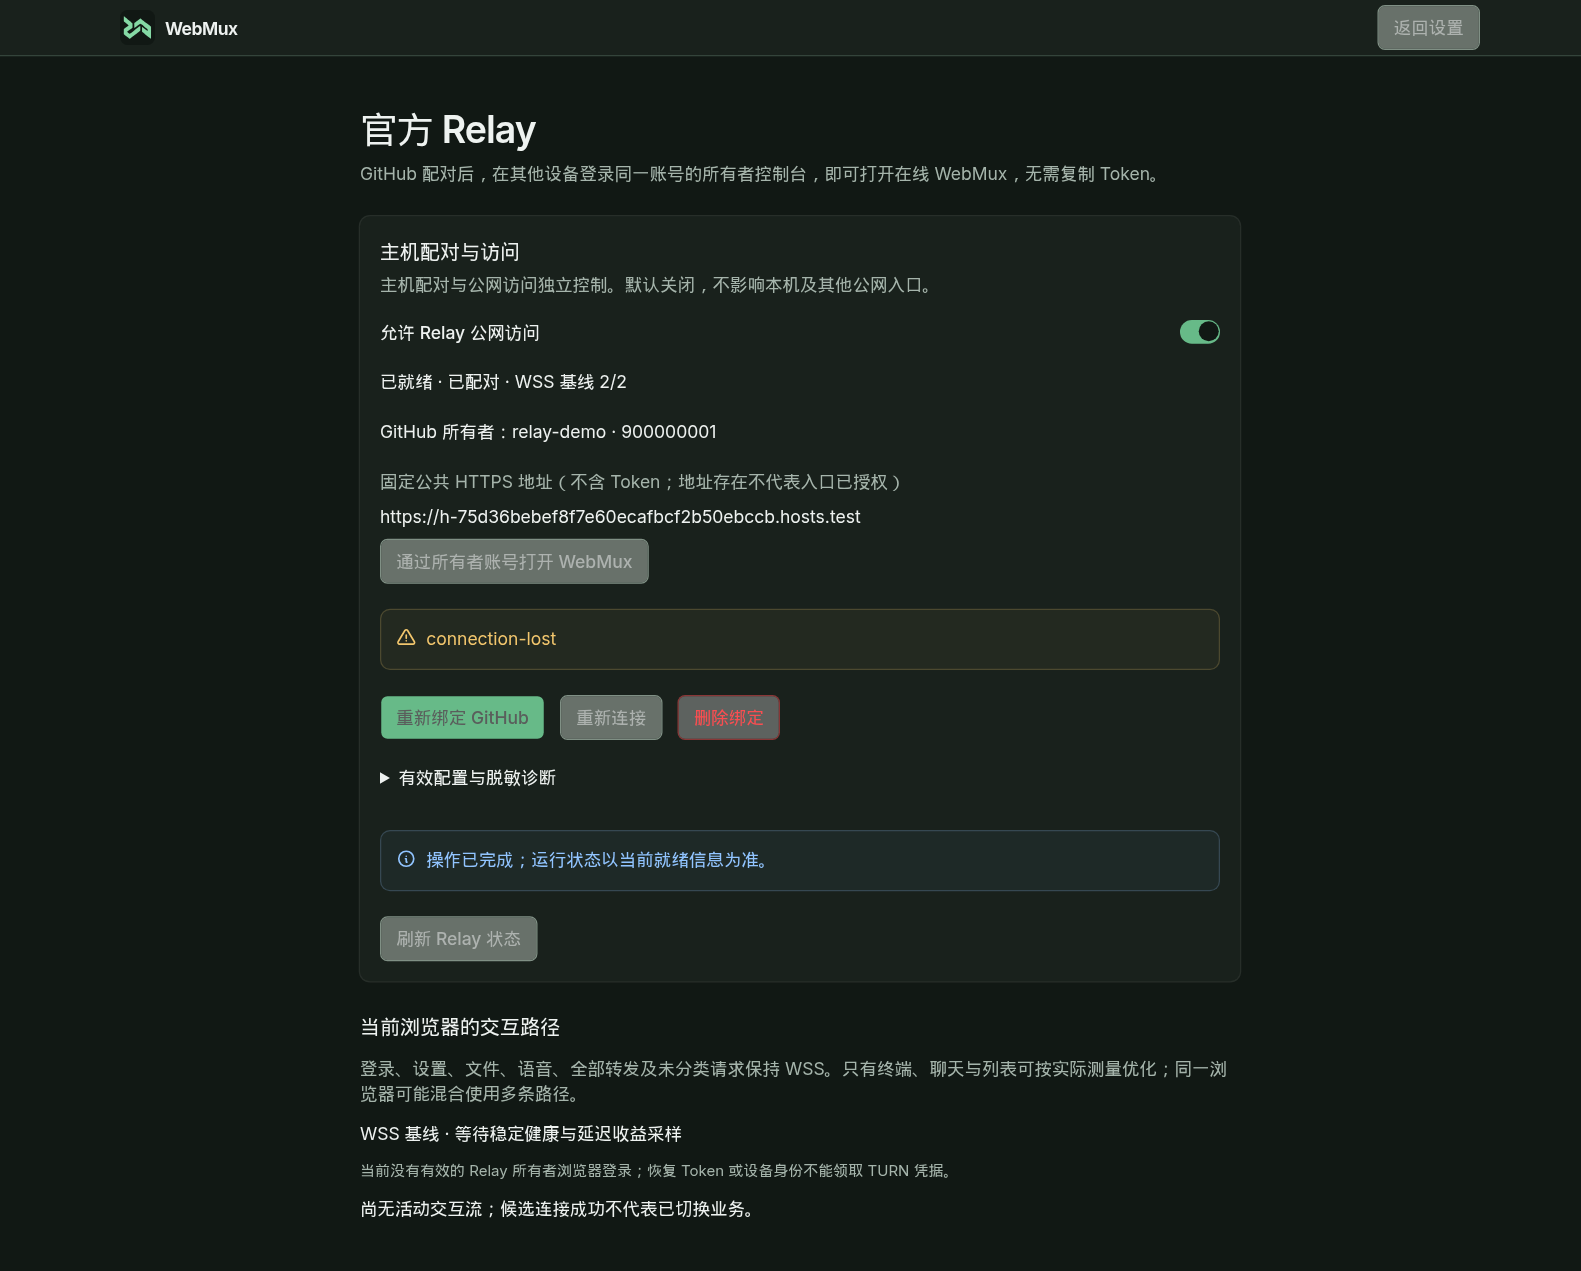 WebMux
返回设置
官方 Relay
GitHub 配对后，在其他设备登录同一账号的所有者控制台，即可打开在线 WebMux，无需复制 Token。
主机配对与访问
主机配对与公网访问独立控制。默认关闭，不影响本机及其他公网入口。
允许 Relay 公网访问
已就绪 · 已配对 · WSS 基线 2/2
GitHub 所有者：relay-demo · 900000001
固定公共 HTTPS 地址（不含 Token；地址存在不代表入口已授权）
https://h-75d36bebef8f7e60ecafbcf2b50ebccb.hosts.test
通过所有者账号打开 WebMux
connection-lost
重新绑定 GitHub
重新连接
删除绑定
有效配置与脱敏诊断
操作已完成；运行状态以当前就绪信息为准。
刷新 Relay 状态
当前浏览器的交互路径
登录、设置、文件、语音、全部转发及未分类请求保持 WSS。只有终端、聊天与列表可按实际测量优化；同一浏
览器可能混合使用多条路径。
WSS 基线 · 等待稳定健康与延迟收益采样
当前没有有效的 Relay 所有者浏览器登录；恢复 Token 或设备身份不能领取 TURN 凭据。
尚无活动交互流；候选连接成功不代表已切换业务。